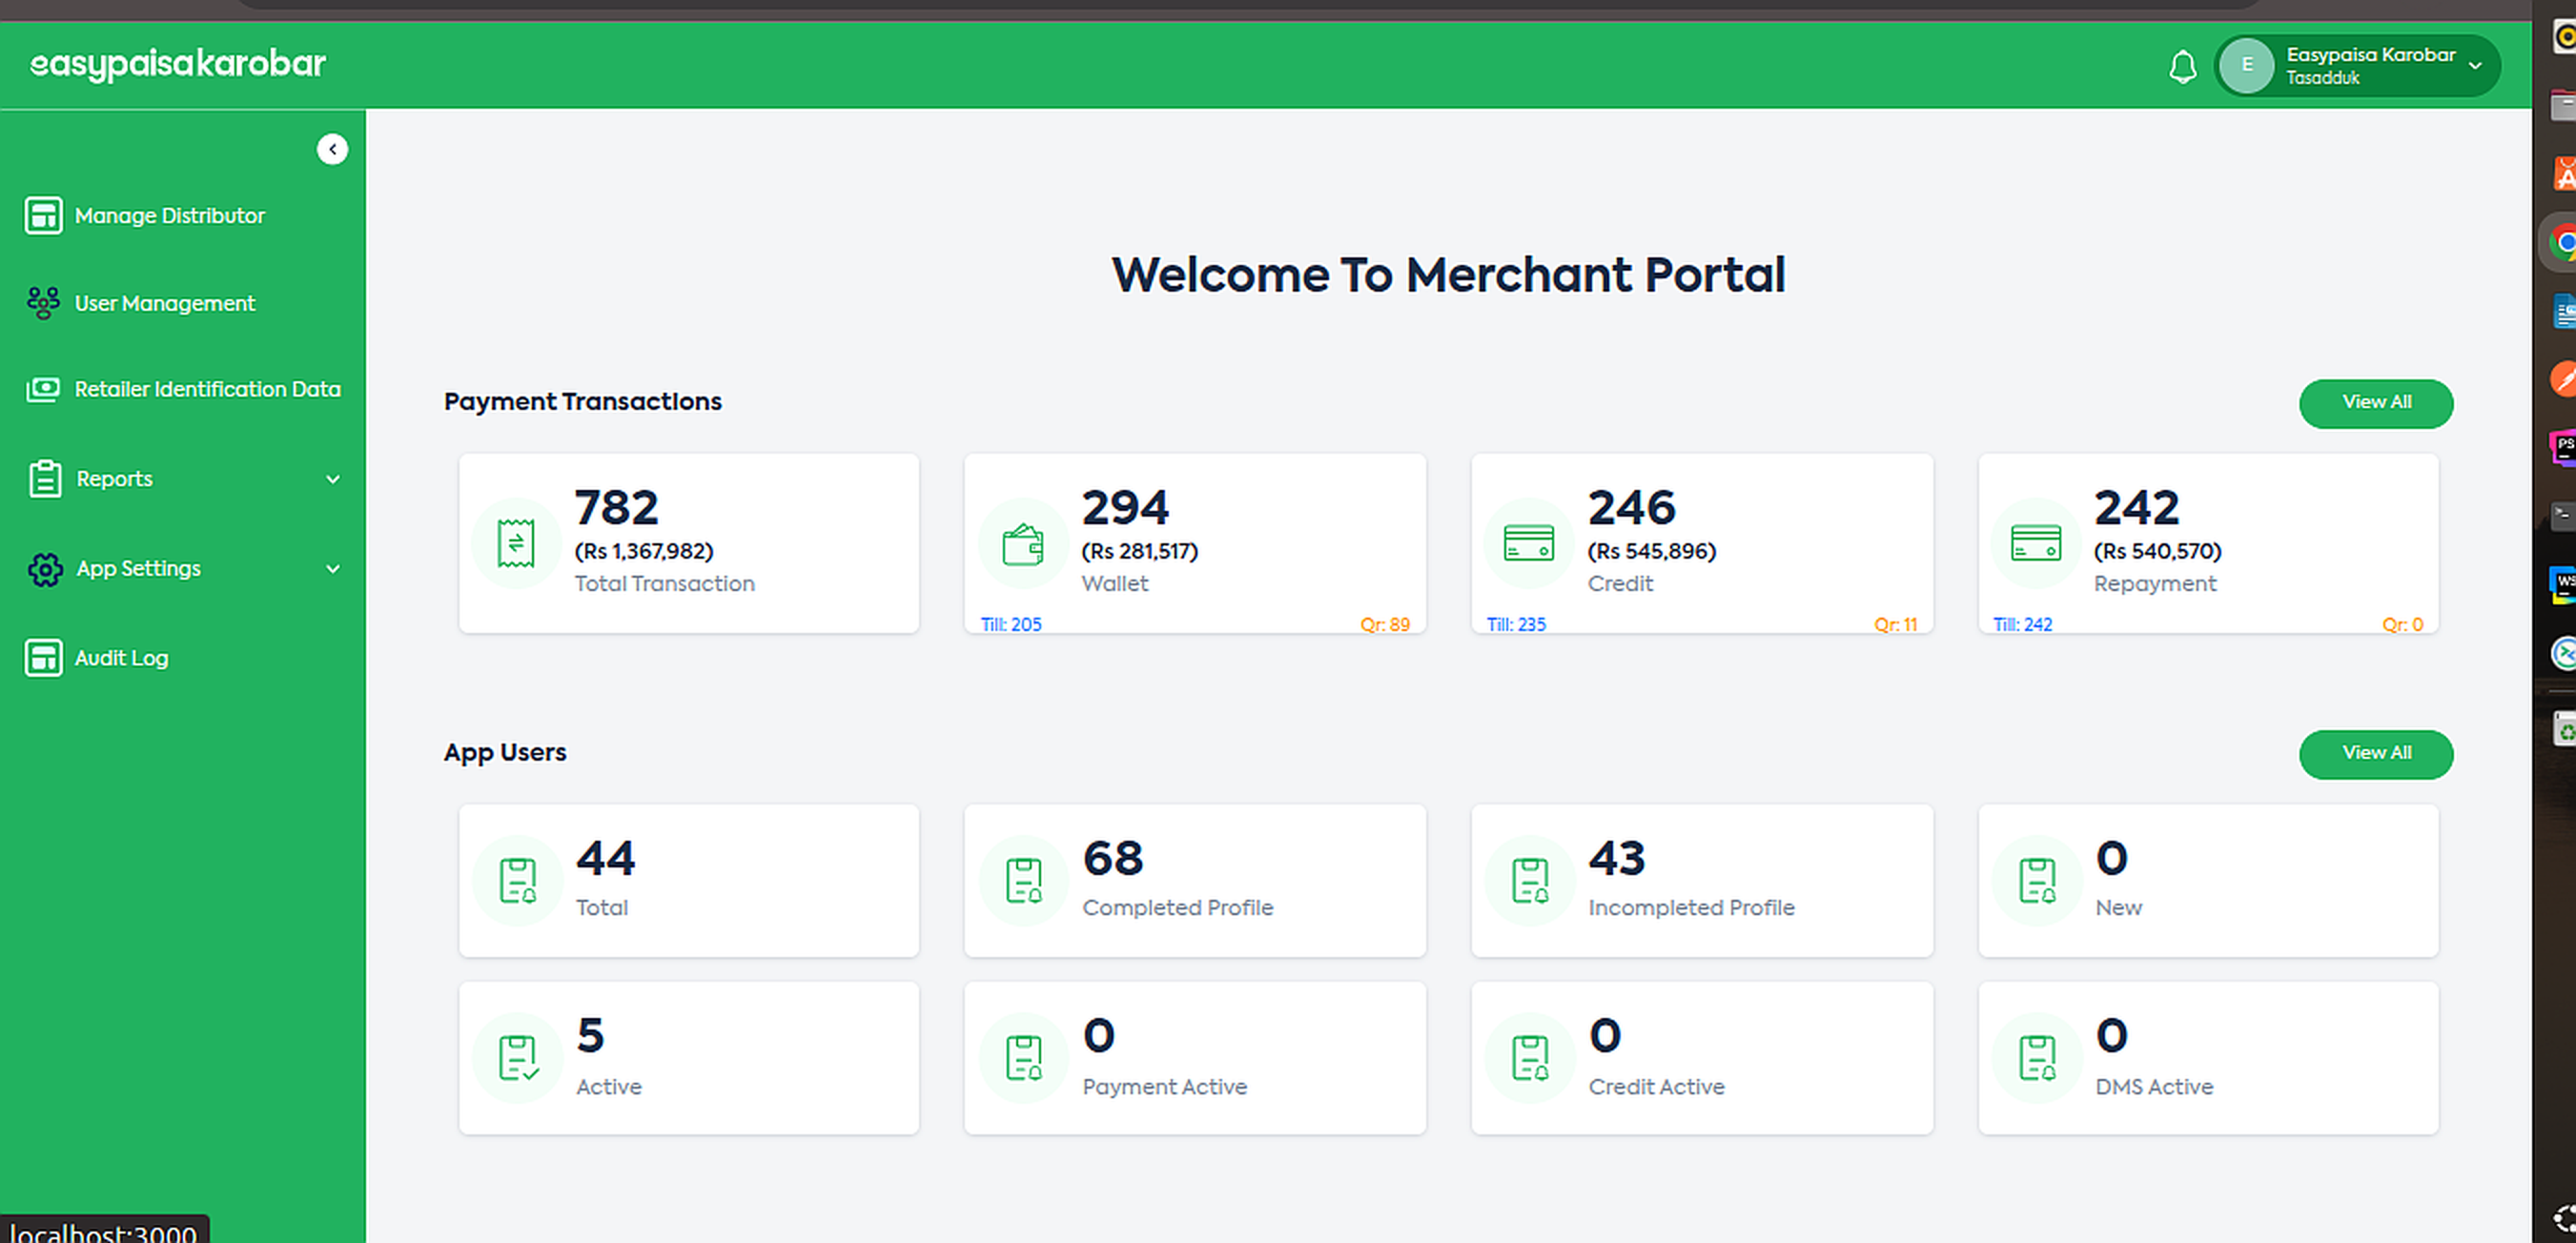 easypaisa karobar
Easypaisa Karobar
Tasadduk
E
Manage Distributor
User Management
Retailer Identification Data
Reports
App Settings
Audit Log
Welcome To Merchant Portal
Payment TransactIons
View All
782
(Rs 1,367,982)
Total Transaction
294
(Rs 281,517)
Wallet
Till: 205
Qr: 89
246
(Rs 545,896)
Credit
Till: 235
Qr: 11
242
(Rs 540,570)
Repayment
Till: 242
Qr: 0
App Users
View All
44
Total
68
Completed Profile
43
Incompleted Profile
0
New
5
Active
0
Payment Active
0
Credit Active
0
DMS Active
localhost:3000
PS
WS